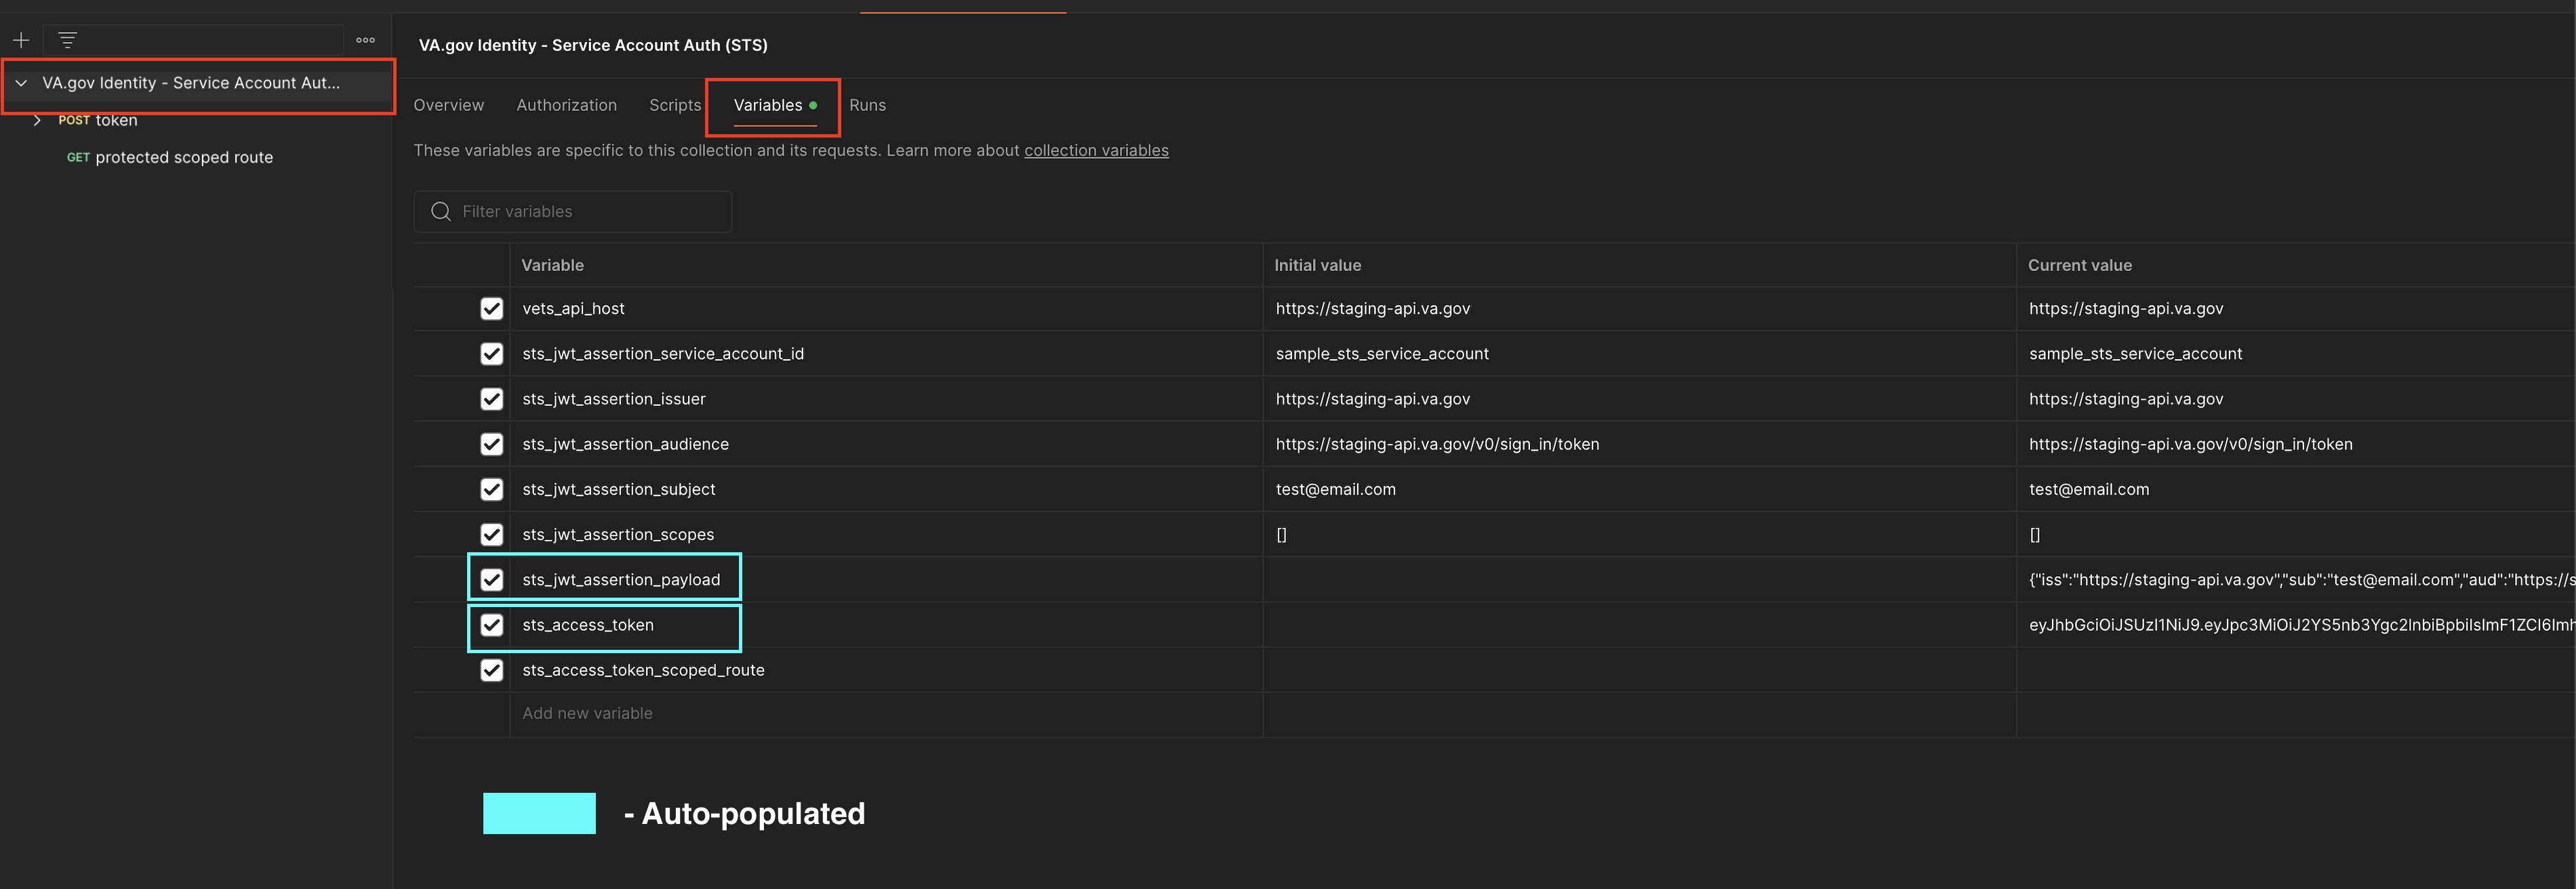 VA.gov Identity - Service Account Auth (STS)
VA.gov Identity - Service Account Aut...
POST token
GET protected scoped route
Overview Authorization Scripts Variables Runs
These variables are specific to this collection and its requests. Learn more about collection variables
Filter variables
Variable Initial value Current value
vets_api_host https://staging-api.va.gov https://staging-api.va.gov
sts_jwt_assertion_service_account_id sample_sts_service_account sample_sts_service_account
sts_jwt_assertion_issuer https://staging-api.va.gov https://staging-api.va.gov
sts_jwt_assertion_audience https://staging-api.va.gov/v0/sign_in/token https://staging-api.va.gov/v0/sign_in/token
sts_jwt_assertion_subject test@email.com test@email.com
sts_jwt_assertion_scopes [] []
sts_jwt_assertion_payload {"iss":"https://staging-api.va.gov","sub":"test@email.com","aud":"https://s
sts_access_token eyJhbGciOiJSUzI1NiJ9.eyJpc3MiOiJ2YS5nb3Ygc2lnbiBpbiIsImF1ZCI6Imh
sts_access_token_scoped_route
Add new variable
- Auto-populated